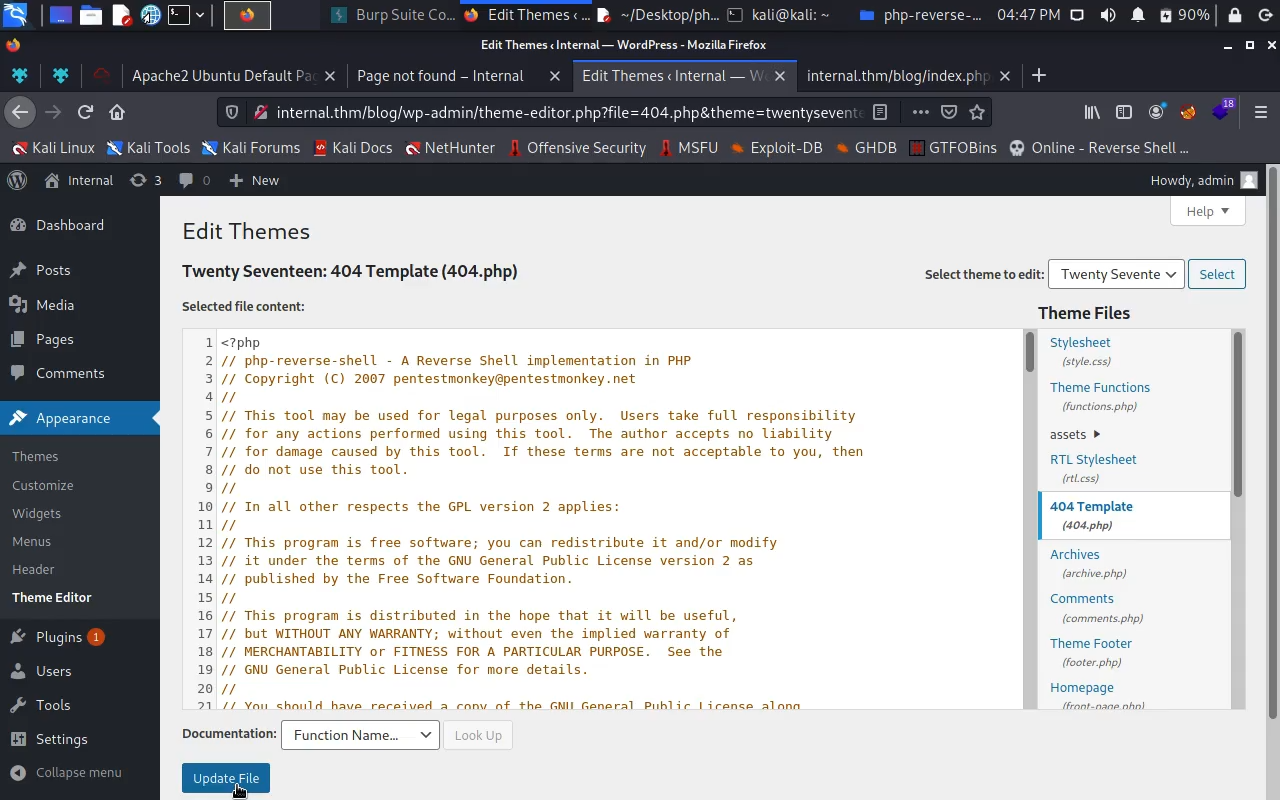 Burp Suite Co...
Edit Themes ‹ ...
~/Desktop/ph...
kali@kali: ~
php-reverse-...
04:47 PM
90%
Edit Themes ‹ Internal — WordPress - Mozilla Firefox
Apache2 Ubuntu Default Pag
Page not found – Internal
Edit Themes ‹ Internal — W
internal.thm/blog/index.php
internal.thm/blog/wp-admin/theme-editor.php?file=404.php&theme=twentysevente
18
Kali Linux
Kali Tools
Kali Forums
Kali Docs
NetHunter
Offensive Security
MSFU
Exploit-DB
GHDB
GTFOBins
Online - Reverse Shell ...
Internal
3
0
New
Howdy, admin
Dashboard
Posts
Media
Pages
Comments
Appearance
Themes
Customize
Widgets
Menus
Header
Theme Editor
Plugins 1
Users
Tools
Settings
Collapse menu
Help
Edit Themes
Twenty Seventeen: 404 Template (404.php)
Select theme to edit:
Twenty Sevente
Select
Selected file content:
1 <?php
2 // php-reverse-shell - A Reverse Shell implementation in PHP
3 // Copyright (C) 2007 pentestmonkey@pentestmonkey.net
4 //
5 // This tool may be used for legal purposes only.  Users take full responsibility
6 // for any actions performed using this tool.  The author accepts no liability
7 // for damage caused by this tool.  If these terms are not acceptable to you, then
8 // do not use this tool.
9 //
10 // In all other respects the GPL version 2 applies:
11 //
12 // This program is free software; you can redistribute it and/or modify
13 // it under the terms of the GNU General Public License version 2 as
14 // published by the Free Software Foundation.
15 //
16 // This program is distributed in the hope that it will be useful,
17 // but WITHOUT ANY WARRANTY; without even the implied warranty of
18 // MERCHANTABILITY or FITNESS FOR A PARTICULAR PURPOSE.  See the
19 // GNU General Public License for more details.
20 //
21 // You should have received a copy of the GNU General Public License along
Theme Files
Stylesheet
(style.css)
Theme Functions
(functions.php)
assets
RTL Stylesheet
(rtl.css)
404 Template
(404.php)
Archives
(archive.php)
Comments
(comments.php)
Theme Footer
(footer.php)
Homepage
(front-page.php)
Documentation:
Function Name...
Look Up
Update File